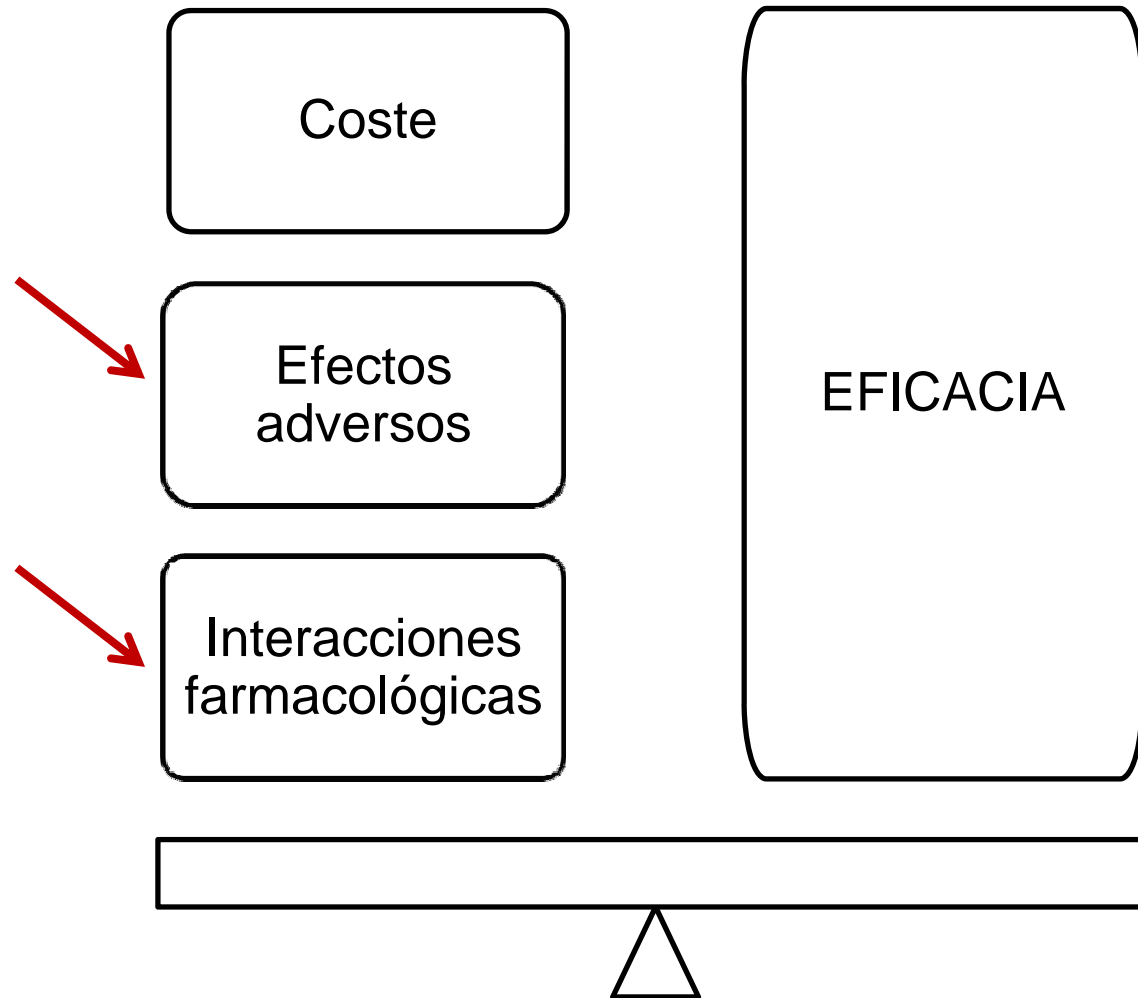 Coste
Efectos
adversos
Interacciones
farmacológicas
EFICACIA